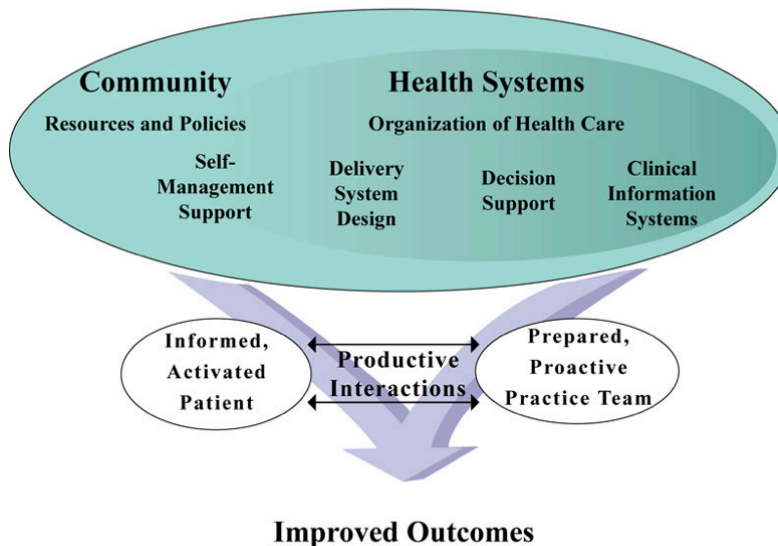 Community
Health Systems
Resources and Policies
Organization of Health Care
Self-
Management
Support
Delivery
System
Design
Decision
Support
Clinical
Information
Systems
Informed,
Activated
Patient
Productive
Interactions
Prepared,
Proactive
Practice Team
Improved Outcomes